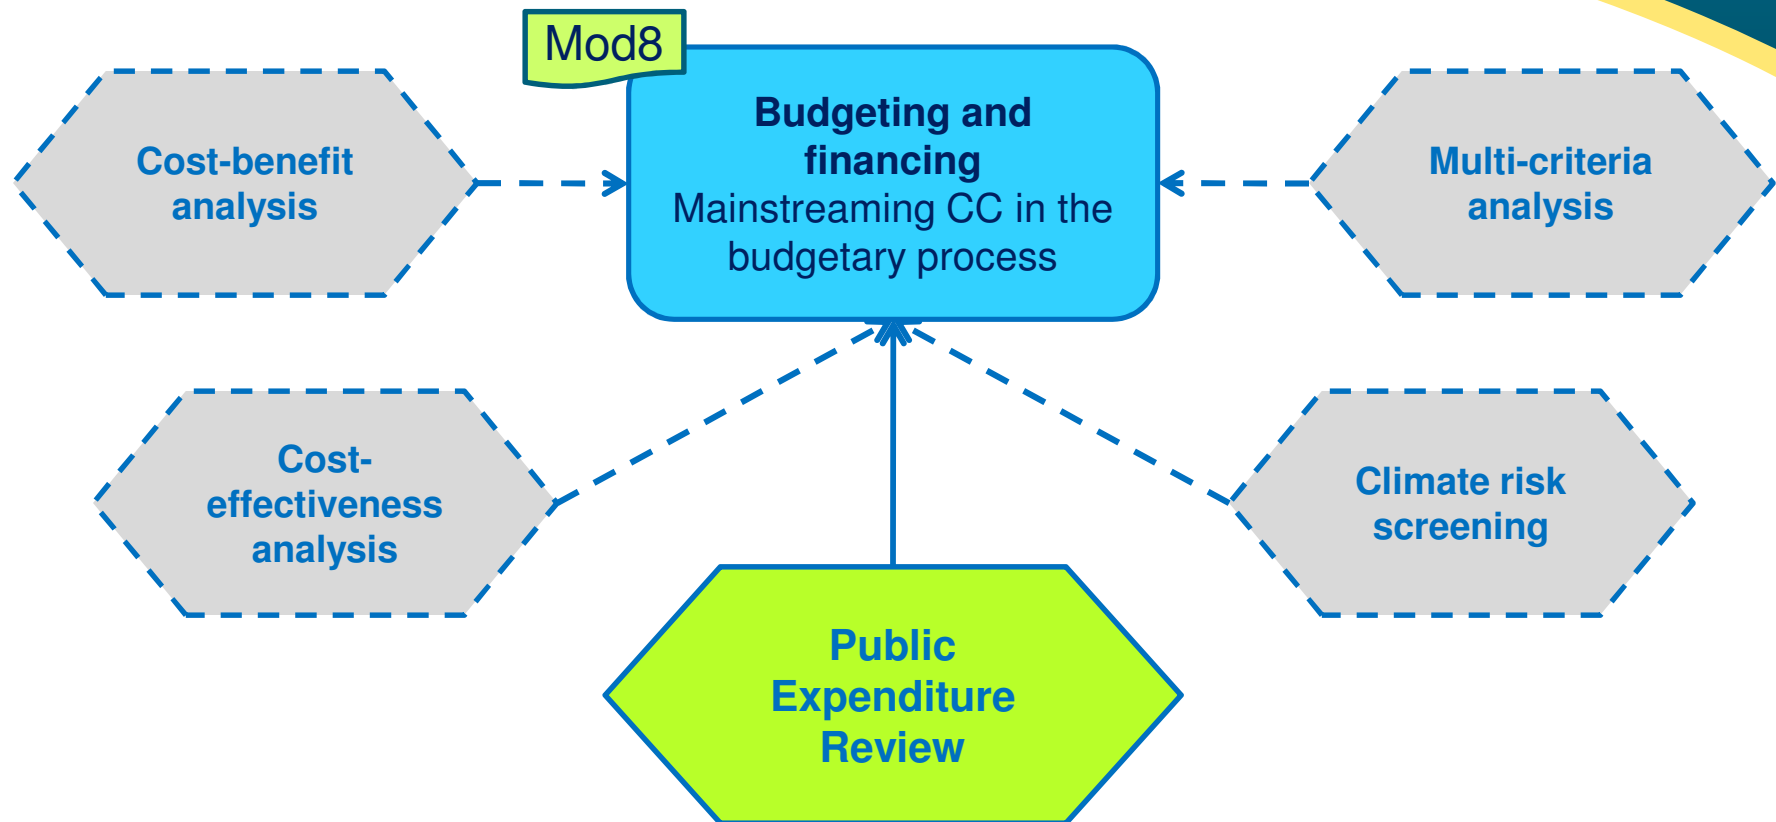 Mod8
Budgeting and
financing
Mainstreaming CC in the
budgetary process
Cost-benefit
analysis
Multi-criteria
analysis
Cost-
effectiveness
analysis
Climate risk
screening
Public
Expenditure
Review